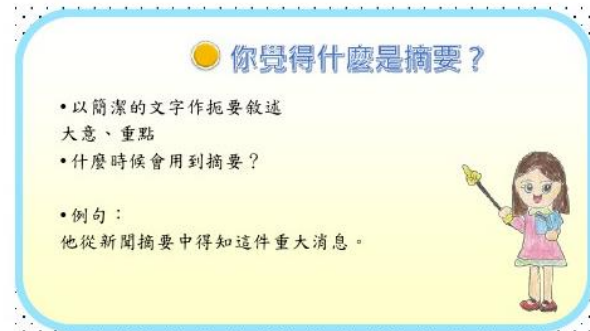 你覺得什麼是摘要？
•以簡潔的文字作扼要敘述
大意、重點
•什麼時候會用到摘要？
•例句：
他從新聞摘要中得知這件重大消息。